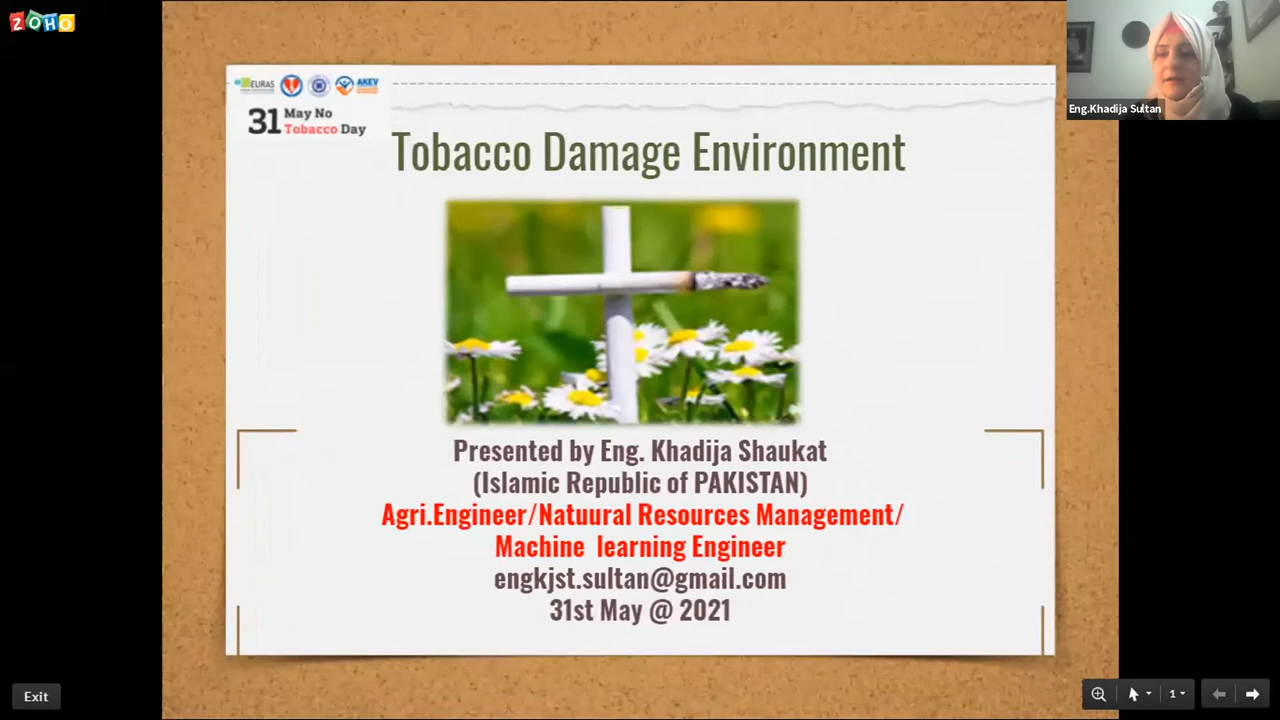 ZOHO
Eng.Khadija Sultan
EURAS
AKEV
31 May No
Tobacco Day
Tobacco Damage Environment
Presented by Eng. Khadija Shaukat
(Islamic Republic of PAKISTAN)
Agri.Engineer/Natuural Resources Management/
Machine learning Engineer
engkjst.sultan@gmail.com
31st May @ 2021
Exit
1